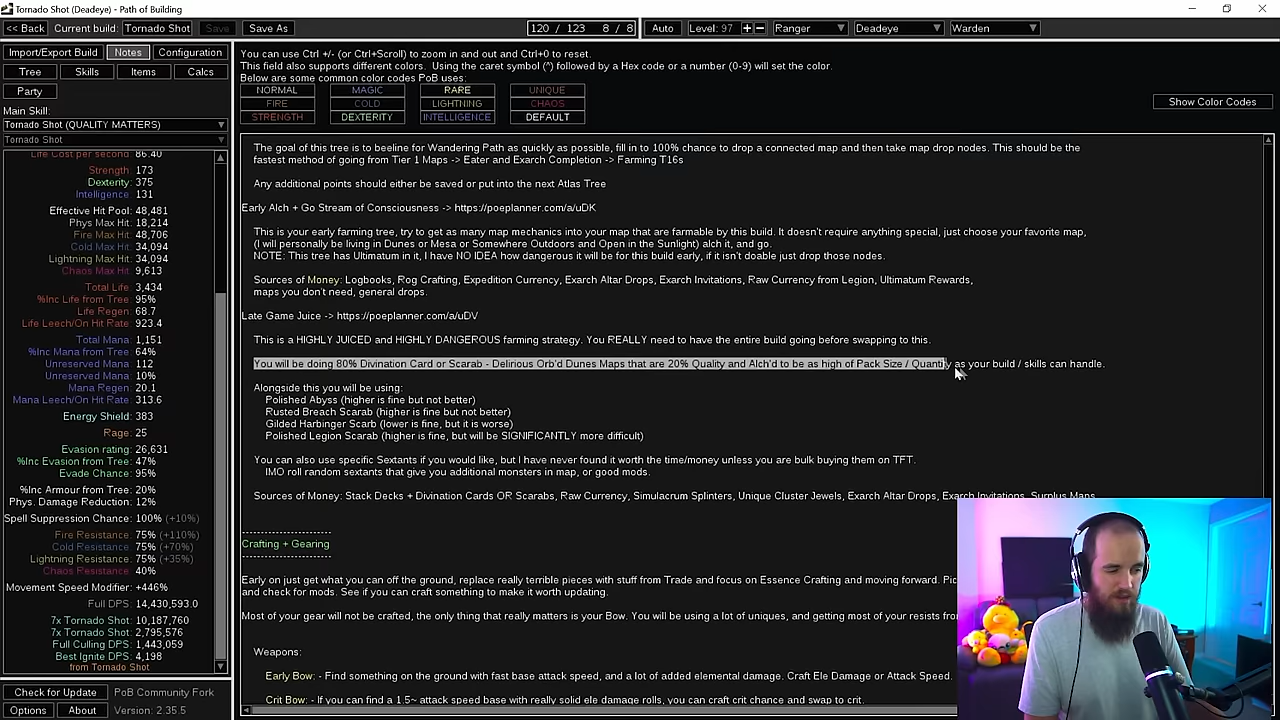 Tornado Shot (Deadeye) - Path of Building
<< Back Current build: Tornado Shot Save Save As 120 / 123 8 / 8 Auto Level: 97 + - Ranger Deadeye Warden
Import/Export Build Notes Configuration
Tree Skills Items Calcs
Party
Main Skill:
Tornado Shot (QUALITY MATTERS)
Tornado Shot
Life Cost per second: 86.40
Strength: 173
Dexterity: 375
Intelligence: 131
Effective Hit Pool: 48,481
Phys Max Hit: 18,214
Fire Max Hit: 48,706
Cold Max Hit: 34,094
Lightning Max Hit: 34,094
Chaos Max Hit: 9,613
Total Life: 3,434
%Inc Life from Tree: 95%
Life Regen: 68.7
Life Leech/On Hit Rate: 923.4
Total Mana: 1,151
%Inc Mana from Tree: 64%
Unreserved Mana: 112
Unreserved Mana: 10%
Mana Regen: 20.1
Mana Leech/On Hit Rate: 313.6
Energy Shield: 383
Rage: 25
Evasion rating: 26,631
%Inc Evasion from Tree: 47%
Evade Chance: 95%
%Inc Armour from Tree: 20%
Phys. Damage Reduction: 12%
Spell Suppression Chance: 100% (+10%)
Fire Resistance: 75% (+110%)
Cold Resistance: 75% (+70%)
Lightning Resistance: 75% (+35%)
Chaos Resistance: 40%
Movement Speed Modifier: +446%
Full DPS: 14,430,593.0
7x Tornado Shot: 10,187,760
7x Tornado Shot: 2,795,576
Full Culling DPS: 1,443,059
Best Ignite DPS: 4,198
from Tornado Shot
Check for Update PoB Community Fork
Options About Version: 2.35.5
You can use Ctrl +/- (or Ctrl+Scroll) to zoom in and out and Ctrl+0 to reset.
This field also supports different colors. Using the caret symbol (^) followed by a Hex code or a number (0-9) will set the color.
Below are some common color codes PoB uses:
NORMAL MAGIC RARE UNIQUE
FIRE COLD LIGHTNING CHAOS
STRENGTH DEXTERITY INTELLIGENCE DEFAULT
Show Color Codes
The goal of this tree is to beeline for Wandering Path as quickly as possible, fill in to 100% chance to drop a connected map and then take map drop nodes. This should be the
fastest method of going from Tier 1 Maps -> Eater and Exarch Completion -> Farming T16s
Any additional points should either be saved or put into the next Atlas Tree
Early Alch + Go Stream of Consciousness -> https://poeplanner.com/a/uDK
This is your early farming tree, try to get as many map mechanics into your map that are farmable by this build. It doesn't require anything special, just choose your favorite map,
(I will personally be living in Dunes or Mesa or Somewhere Outdoors and Open in the Sunlight) alch it, and go.
NOTE: This tree has Ultimatum in it, I have NO IDEA how dangerous it will be for this build early, if it isn't doable just drop those nodes.
Sources of Money: Logbooks, Rog Crafting, Expedition Currency, Exarch Altar Drops, Exarch Invitations, Raw Currency from Legion, Ultimatum Rewards,
maps you don't need, general drops.
Late Game Juice -> https://poeplanner.com/a/uDV
This is a HIGHLY JUICED and HIGHLY DANGEROUS farming strategy. You REALLY need to have the entire build going before swapping to this.
You will be doing 80% Divination Card or Scarab - Delirious Orb'd Dunes Maps that are 20% Quality and Alch'd to be as high of Pack Size / Quantity as your build / skills can handle.
Alongside this you will be using:
Polished Abyss (higher is fine but not better)
Rusted Breach Scarab (higher is fine but not better)
Gilded Harbinger Scarb (lower is fine, but it is worse)
Polished Legion Scarab (higher is fine, but will be SIGNIFICANTLY more difficult)
You can also use specific Sextants if you would like, but I have never found it worth the time/money unless you are bulk buying them on TFT.
IMO roll random sextants that give you additional monsters in map, or good mods.
Sources of Money: Stack Decks + Divination Cards OR Scarabs, Raw Currency, Simulacrum Splinters, Unique Cluster Jewels, Exarch Altar Drops, Exarch Invitations, Surplus Maps
-----------------------
Crafting + Gearing
-----------------------
Early on just get what you can off the ground, replace really terrible pieces with stuff from Trade and focus on Essence Crafting and moving forward.
and check for mods. See if you can craft something to make it worth updating.
Most of your gear will not be crafted, the only thing that really matters is your Bow. You will be using a lot of uniques, and getting most of your resists
Weapons:
Early Bow: - Find something on the ground with fast base attack speed, and a lot of added elemental damage. Craft Ele Damage or Attack Speed.
Crit Bow: - If you can find a 1.5~ attack speed base with really solid ele damage rolls, you can craft crit chance and swap to crit.